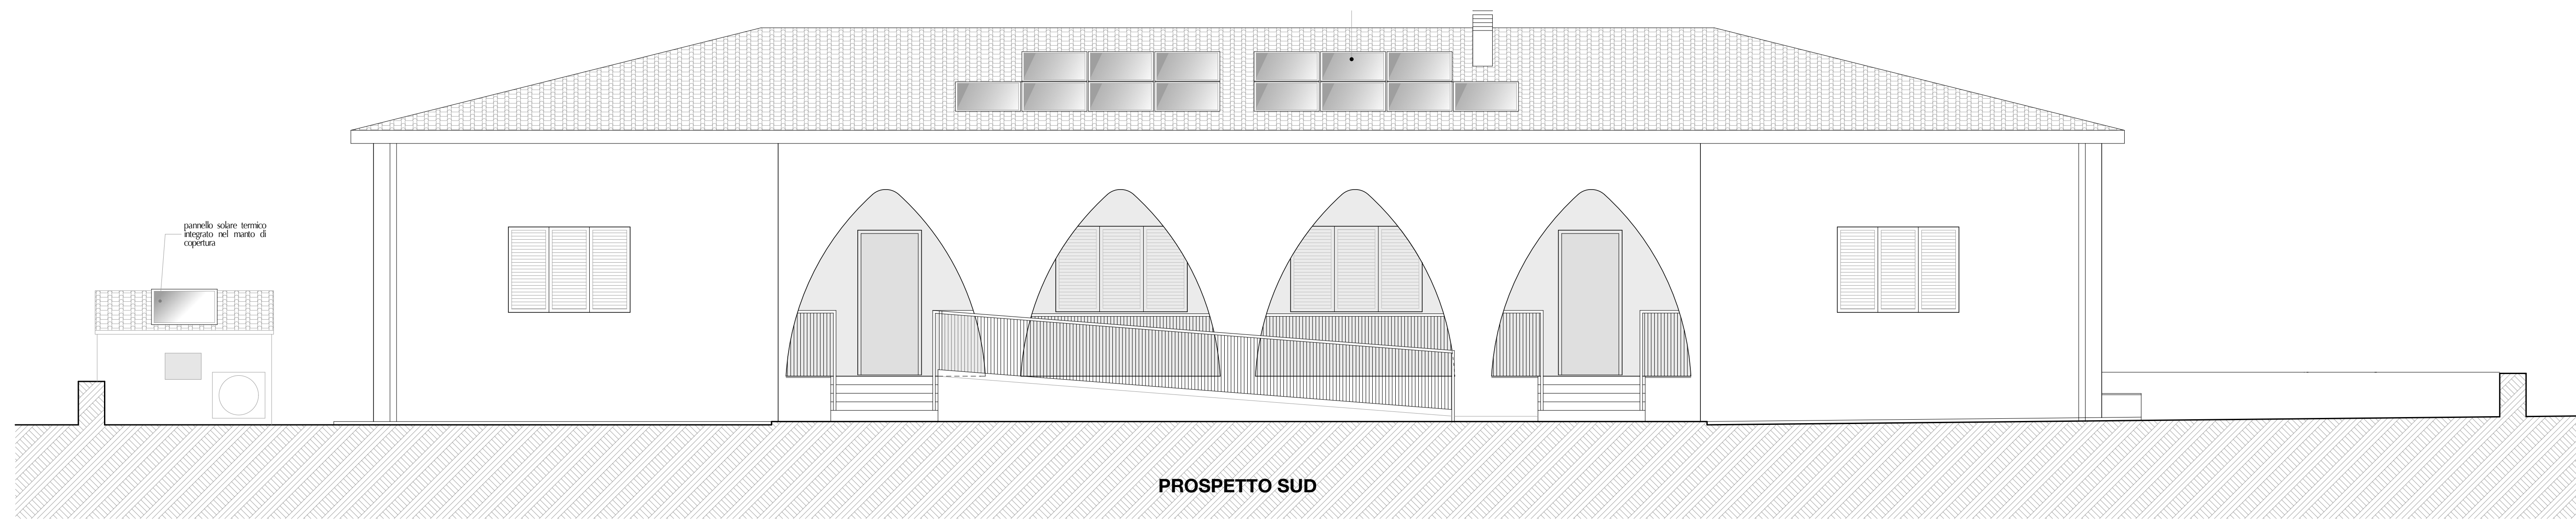 pannello solare termico
integrato nel manto di
copertura
PROSPETTO SUD